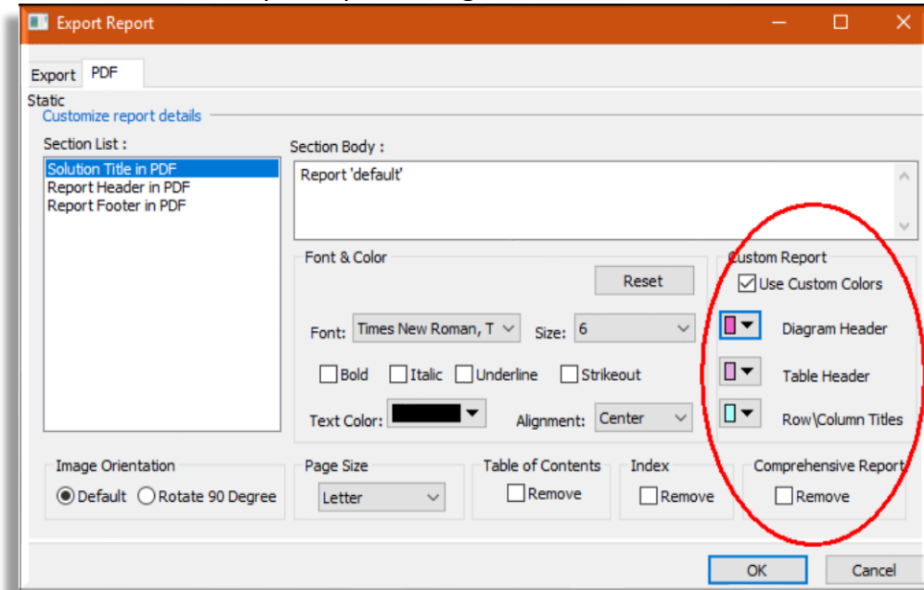 Export Report
Export PDF
Static
Customize report details
Section List :
Section Body :
Solution Title in PDF
Report Header in PDF
Report Footer in PDF
Report 'default'
Font & Color
Reset
Font: Times New Roman, T Size: 6
Bold Italic Underline Strikeout
Text Color: Alignment: Center
Custom Report
Use Custom Colors
Diagram Header
Table Header
Row\Column Titles
Image Orientation
Default Rotate 90 Degree
Page Size
Letter
Table of Contents
Remove
Index
Remove
Comprehensive Report
Remove
OK Cancel